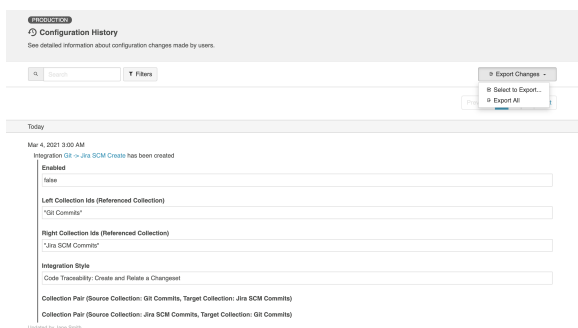 PRODUCTION
Configuration History
See detailed information about configuration changes made by users.
Search
Filters
Export Changes
Select to Export...
Export All
Today
Mar 4, 2021 3:00 AM
Integration Git -> Jira SCM Create has been created
Enabled
false
Left Collection Ids (Referenced Collection)
"Git Commits"
Right Collection Ids (Referenced Collection)
"Jira SCM Commits"
Integration Style
Code Traceability: Create and Relate a Changeset
Collection Pair (Source Collection: Git Commits, Target Collection: Jira SCM Commits)
Collection Pair (Source Collection: Jira SCM Commits, Target Collection: Git Commits)